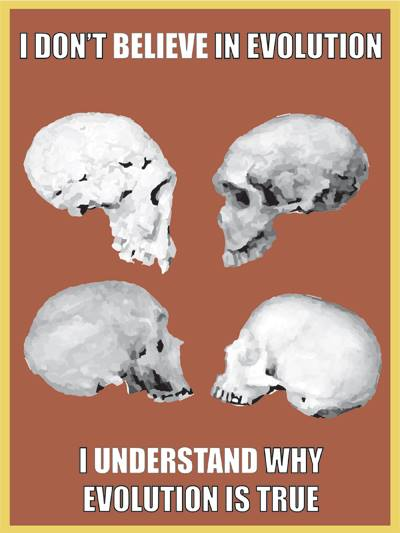 I DON'T BELIEVE IN EVOLUTION
I UNDERSTAND WHY
EVOLUTION IS TRUE